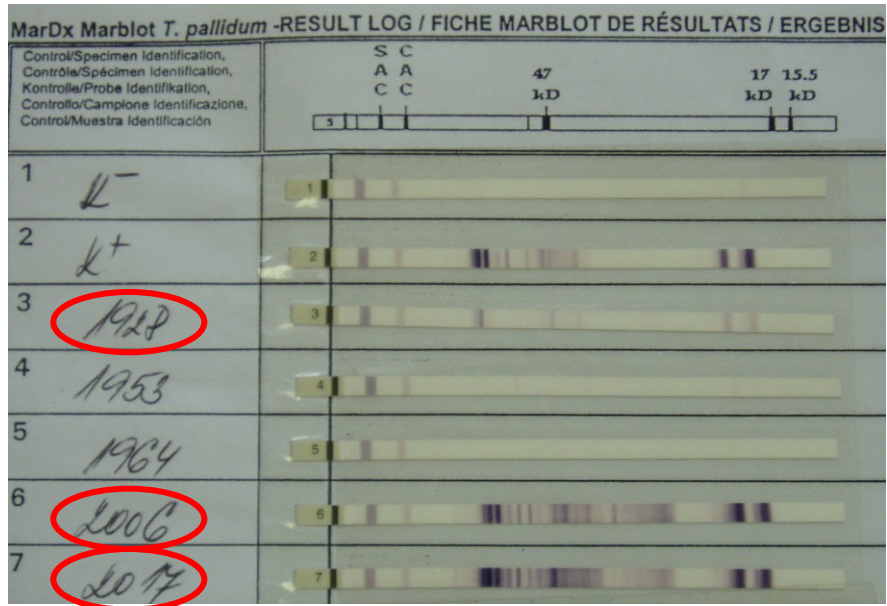 MarDx Marblot T. pallidum -RESULT LOG / FICHE MARBLOT DE RÉSULTATS / ERGEBNIS
Control/Specimen Identification,
Contrôle/Spécimen Identification,
Kontrolle/Probe Identifikation,
Controllo/Campione Identificazione,
Control/Muestra Identificación
S C
A A
C C
47
kD
17 15.5
kD kD
5
1 K- 1
2 K+ 2
3 1928 3
4 1953 4
5 1964 5
6 2006 6
7 2017 7